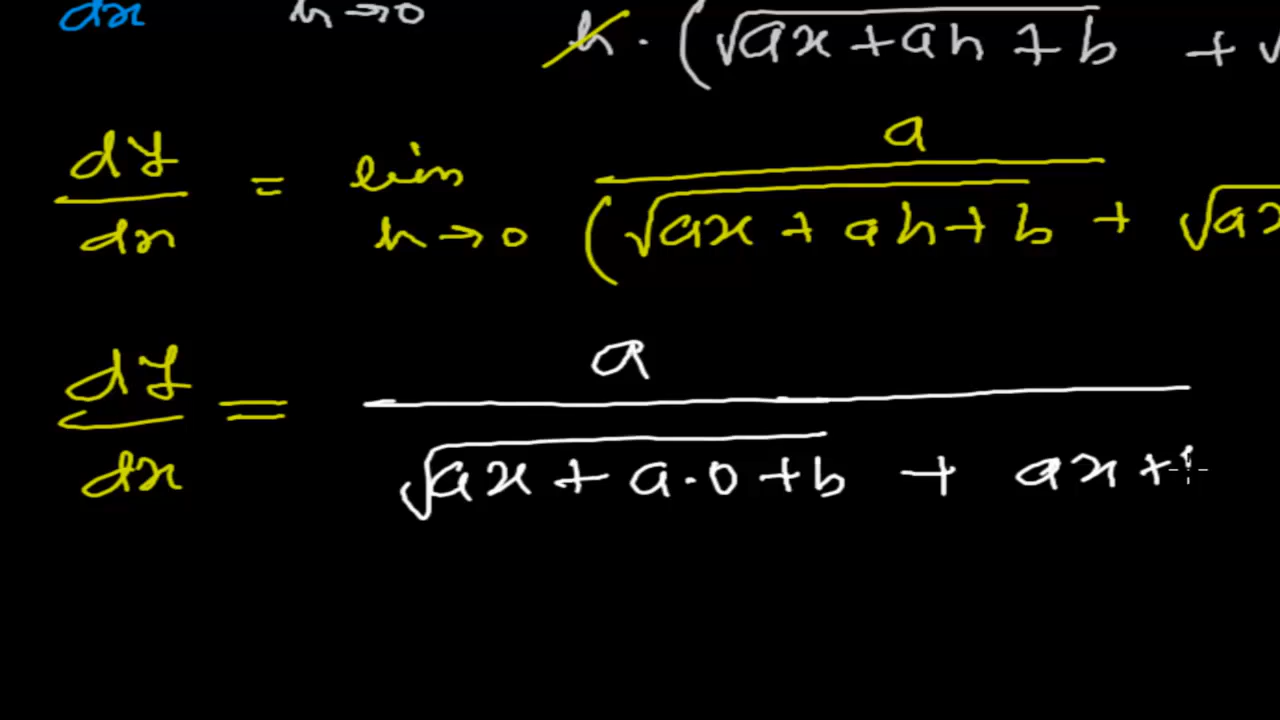 dx h→0 h · (√ax + ah + b + √
dy/dx = lim h→0 a/(√ax + ah + b + √ax
dy/dx = a/√ax + a·0 + b + ax +